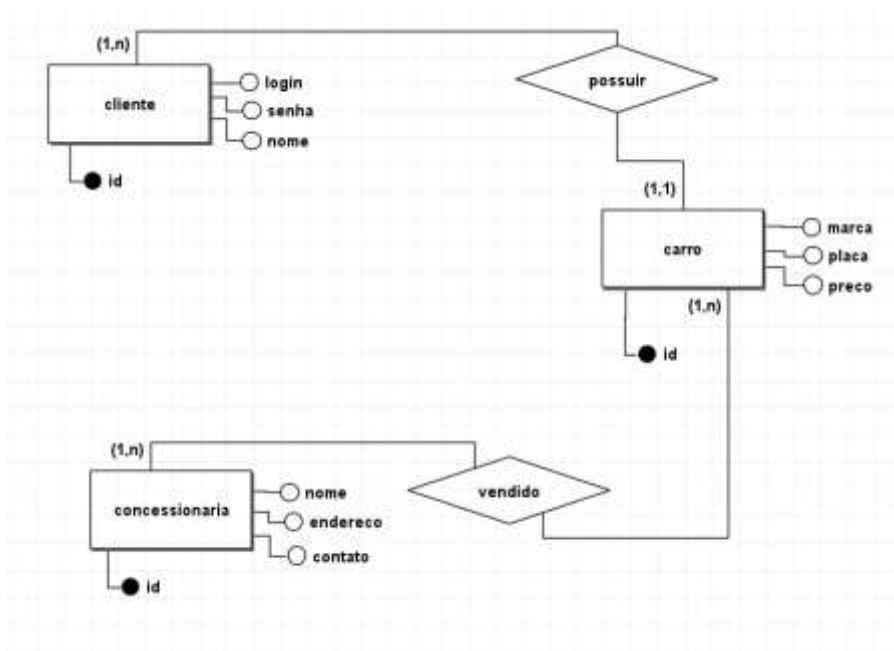 (1,n)
cliente
login
senha
nome
id
possuir
(1,1)
carro
marca
placa
preco
(1,n)
id
(1,n)
concessionaria
nome
endereco
contato
id
vendido